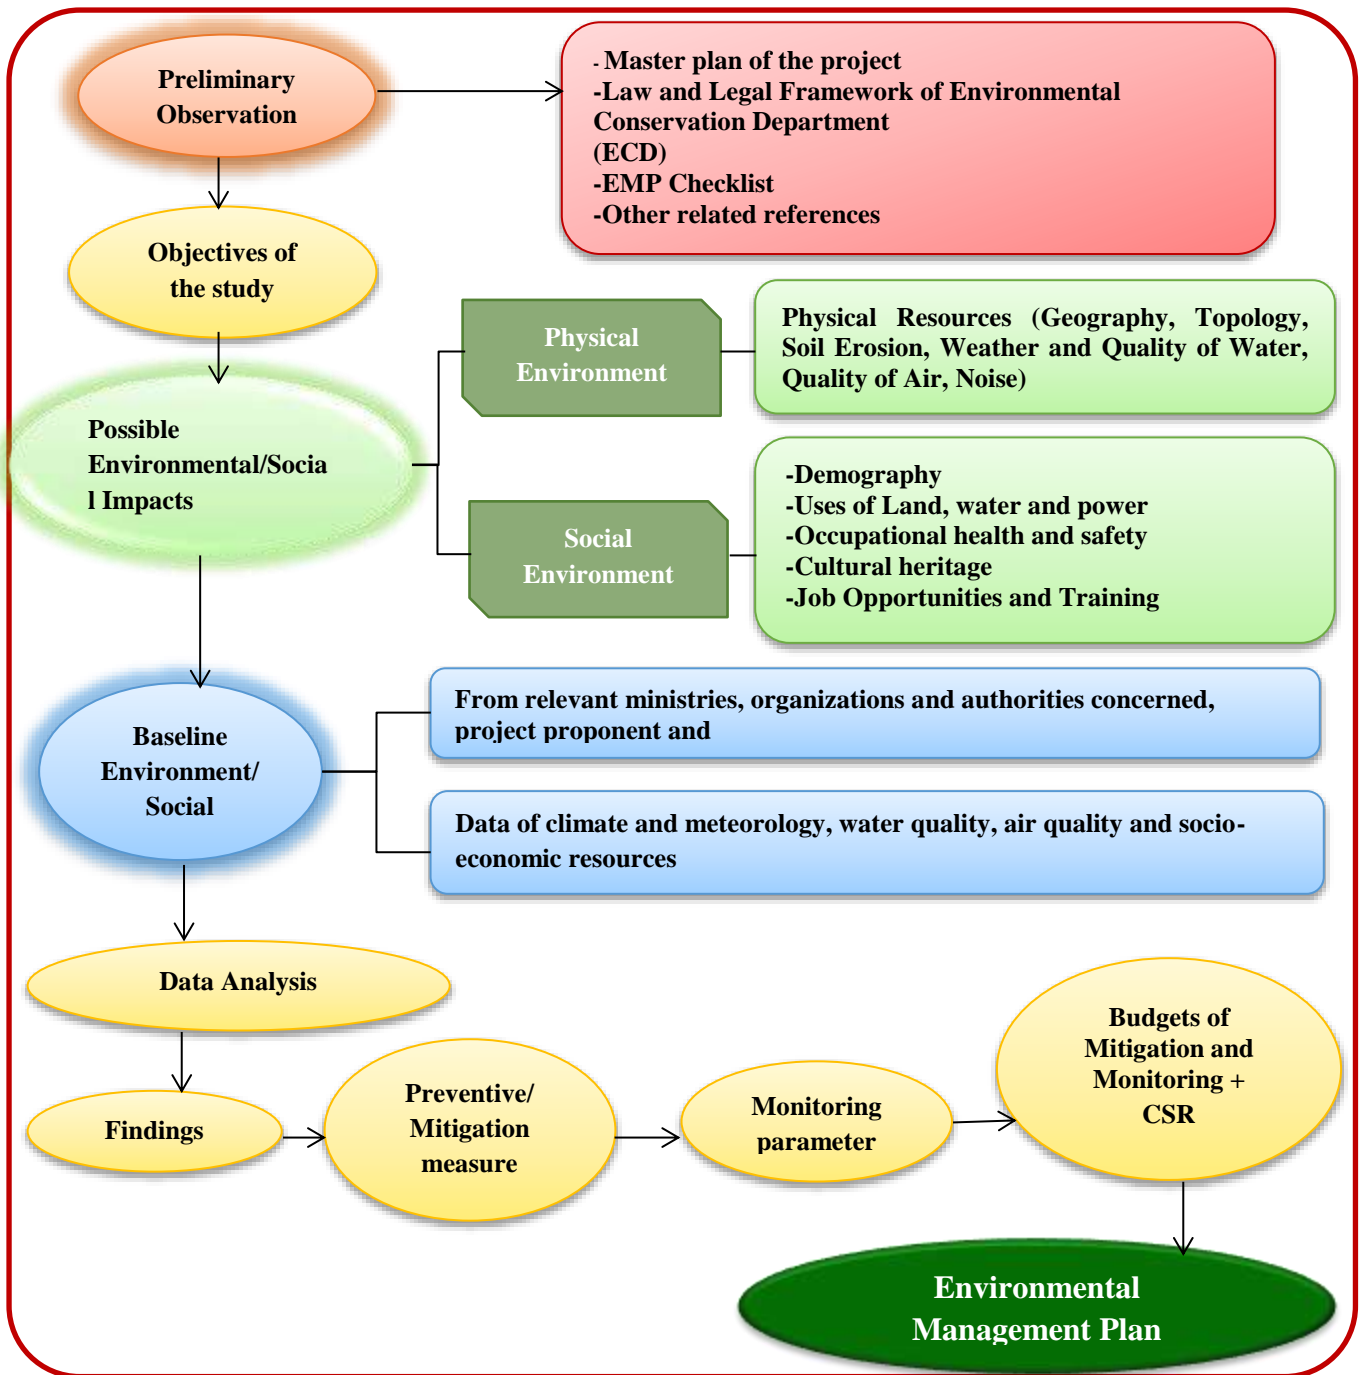 Preliminary
Observation
- Master plan of the project
-Law and Legal Framework of Environmental
Conservation Department
(ECD)
-EMP Checklist
-Other related references
Objectives of
the study
Possible
Environmental/Socia
l Impacts
Physical
Environment
Physical Resources (Geography, Topology,
Soil Erosion, Weather and Quality of Water,
Quality of Air, Noise)
Social
Environment
-Demography
-Uses of Land, water and power
-Occupational health and safety
-Cultural heritage
-Job Opportunities and Training
Baseline
Environment/
Social
From relevant ministries, organizations and authorities concerned,
project proponent and
Data of climate and meteorology, water quality, air quality and socio-
economic resources
Data Analysis
Findings
Preventive/
Mitigation
measure
Monitoring
parameter
Budgets of
Mitigation and
Monitoring +
CSR
Environmental
Management Plan